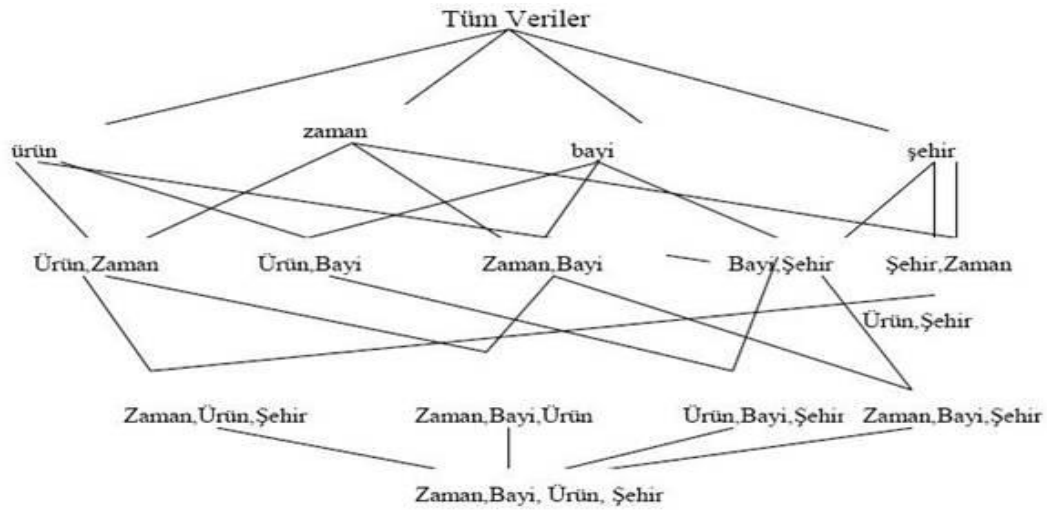 Tüm Veriler
ürün zaman bayi şehir
Ürün,Zaman Ürün,Bayi Zaman,Bayi Bayi,Şehir Şehir,Zaman
Ürün,Şehir
Zaman,Ürün,Şehir Zaman,Bayi,Ürün Ürün,Bayi,Şehir Zaman,Bayi,Şehir
Zaman,Bayi, Ürün, Şehir